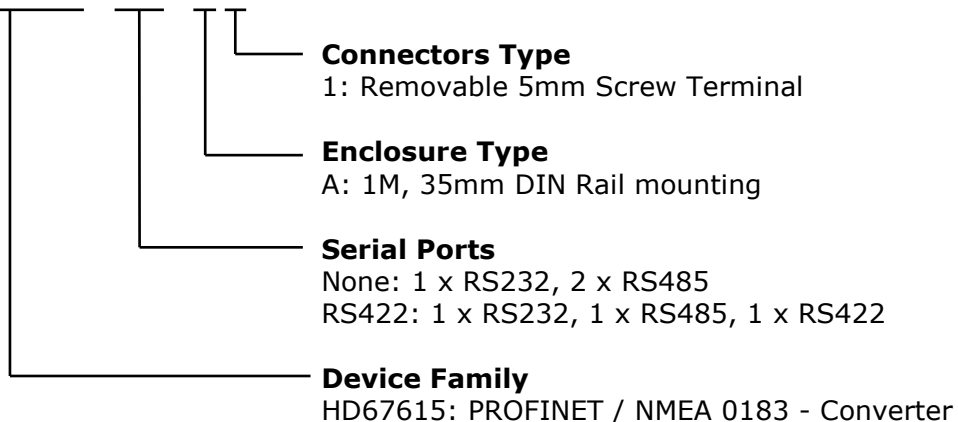 Connectors Type
1: Removable 5mm Screw Terminal
Enclosure Type
A: 1M, 35mm DIN Rail mounting
Serial Ports
None: 1 x RS232, 2 x RS485
RS422: 1 x RS232, 1 x RS485, 1 x RS422
Device Family
HD67615: PROFINET / NMEA 0183 - Converter